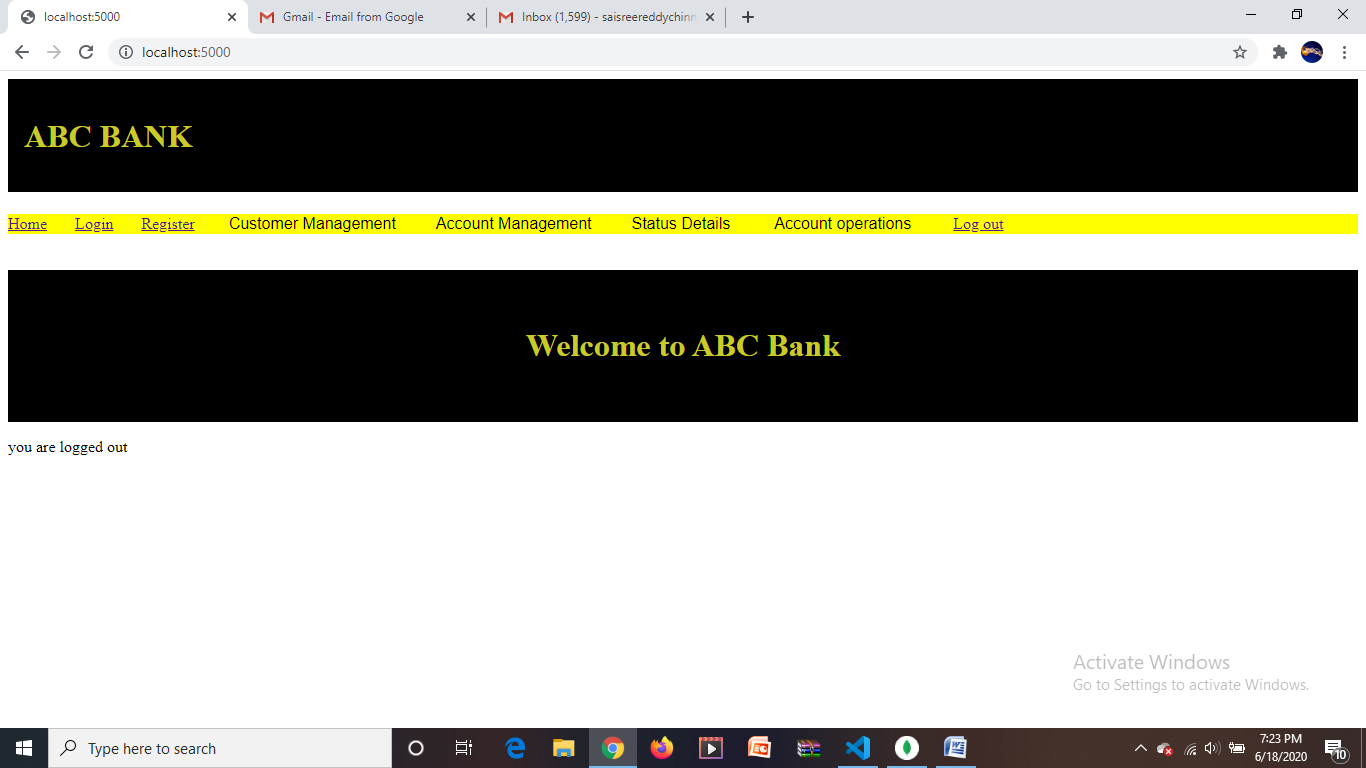 localhost:5000
Gmail - Email from Google
Inbox (1,599) - saisreereddychinn
localhost:5000
ABC BANK
Home Login Register Customer Management Account Management Status Details Account operations Log out
Welcome to ABC Bank
you are logged out
Activate Windows
Go to Settings to activate Windows.
Type here to search
7:23 PM
6/18/2020
10